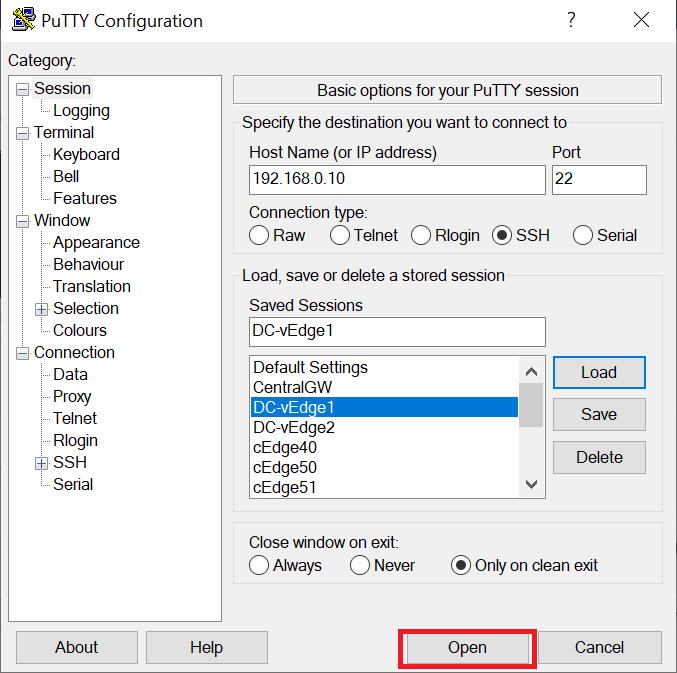 PuTTY Configuration
?
Category:
Session
Logging
Terminal
Keyboard
Bell
Features
Window
Appearance
Behaviour
Translation
Selection
Colours
Connection
Data
Proxy
Telnet
Rlogin
SSH
Serial
Basic options for your PuTTY session
Specify the destination you want to connect to
Host Name (or IP address) Port
192.168.0.10 22
Connection type:
Raw Telnet Rlogin SSH Serial
Load, save or delete a stored session
Saved Sessions
DC-vEdge1
Default Settings
CentralGW
DC-vEdge1
DC-vEdge2
cEdge40
cEdge50
cEdge51
Load
Save
Delete
Close window on exit:
Always Never Only on clean exit
About Help Open Cancel